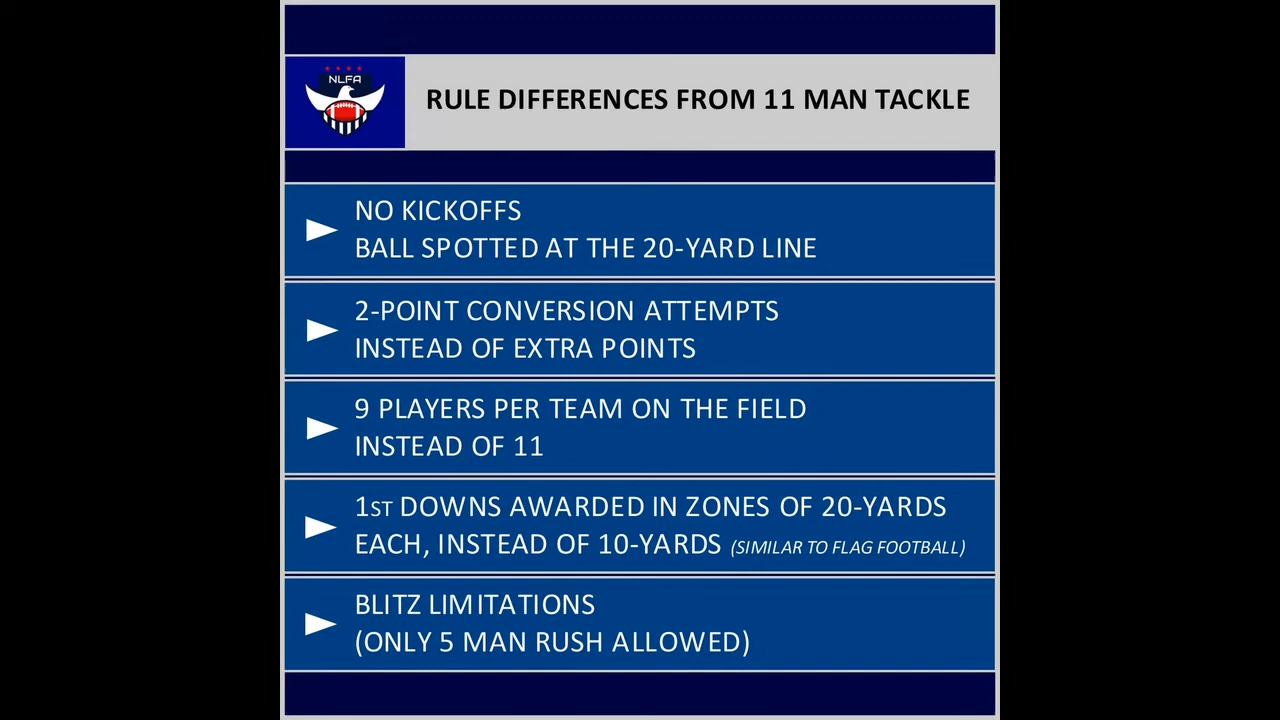 NLFA
RULE DIFFERENCES FROM 11 MAN TACKLE
NO KICKOFFS
BALL SPOTTED AT THE 20-YARD LINE
2-POINT CONVERSION ATTEMPTS
INSTEAD OF EXTRA POINTS
9 PLAYERS PER TEAM ON THE FIELD
INSTEAD OF 11
1ST DOWNS AWARDED IN ZONES OF 20-YARDS
EACH, INSTEAD OF 10-YARDS (SIMILAR TO FLAG FOOTBALL)
BLITZ LIMITATIONS
(ONLY 5 MAN RUSH ALLOWED)